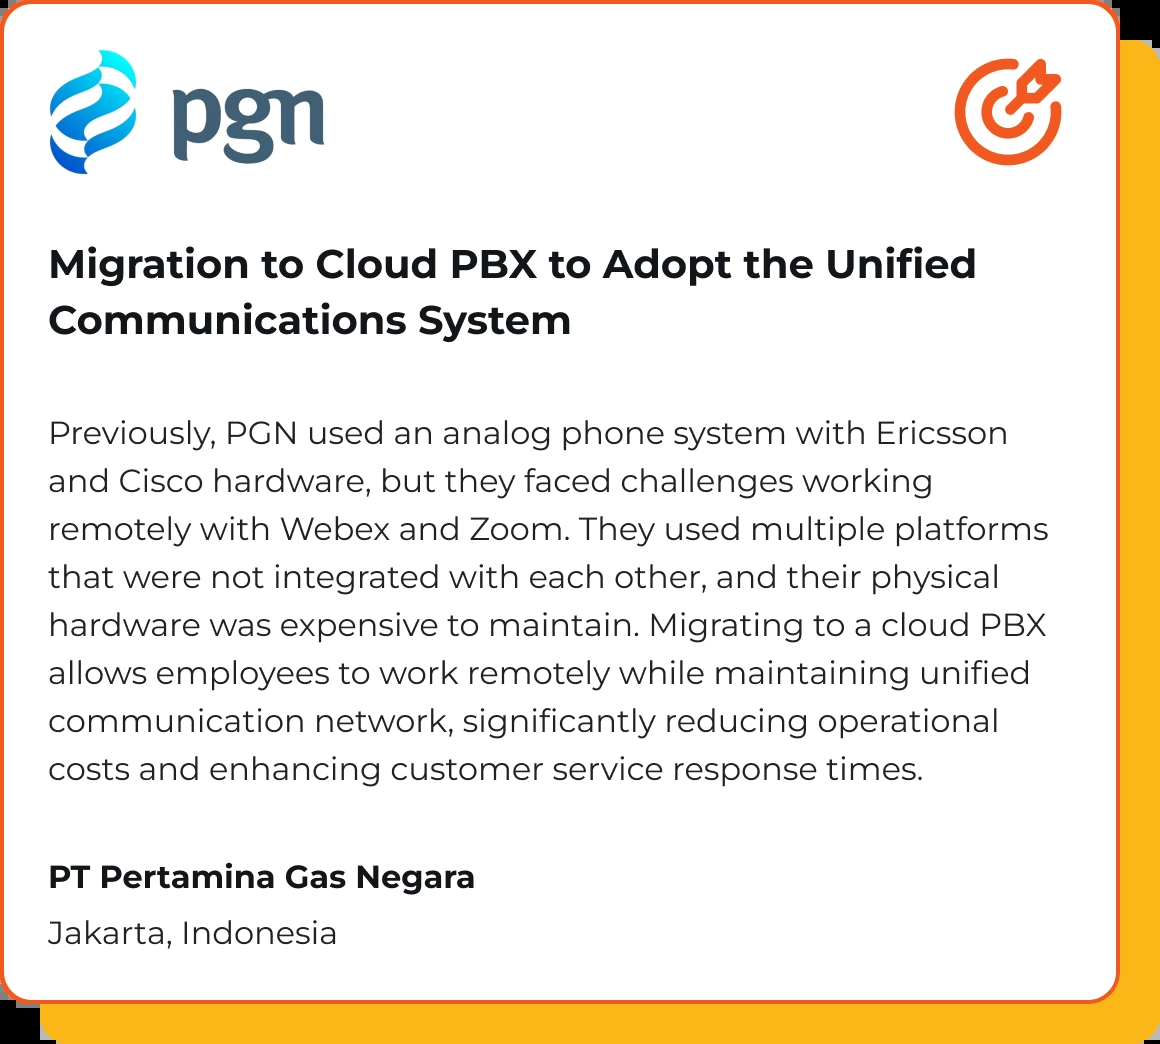 pgn
Migration to Cloud PBX to Adopt the Unified
Communications System
Previously, PGN used an analog phone system with Ericsson
and Cisco hardware, but they faced challenges working
remotely with Webex and Zoom. They used multiple platforms
that were not integrated with each other, and their physical
hardware was expensive to maintain. Migrating to a cloud PBX
allows employees to work remotely while maintaining unified
communication network, significantly reducing operational
costs and enhancing customer service response times.
PT Pertamina Gas Negara
Jakarta, Indonesia